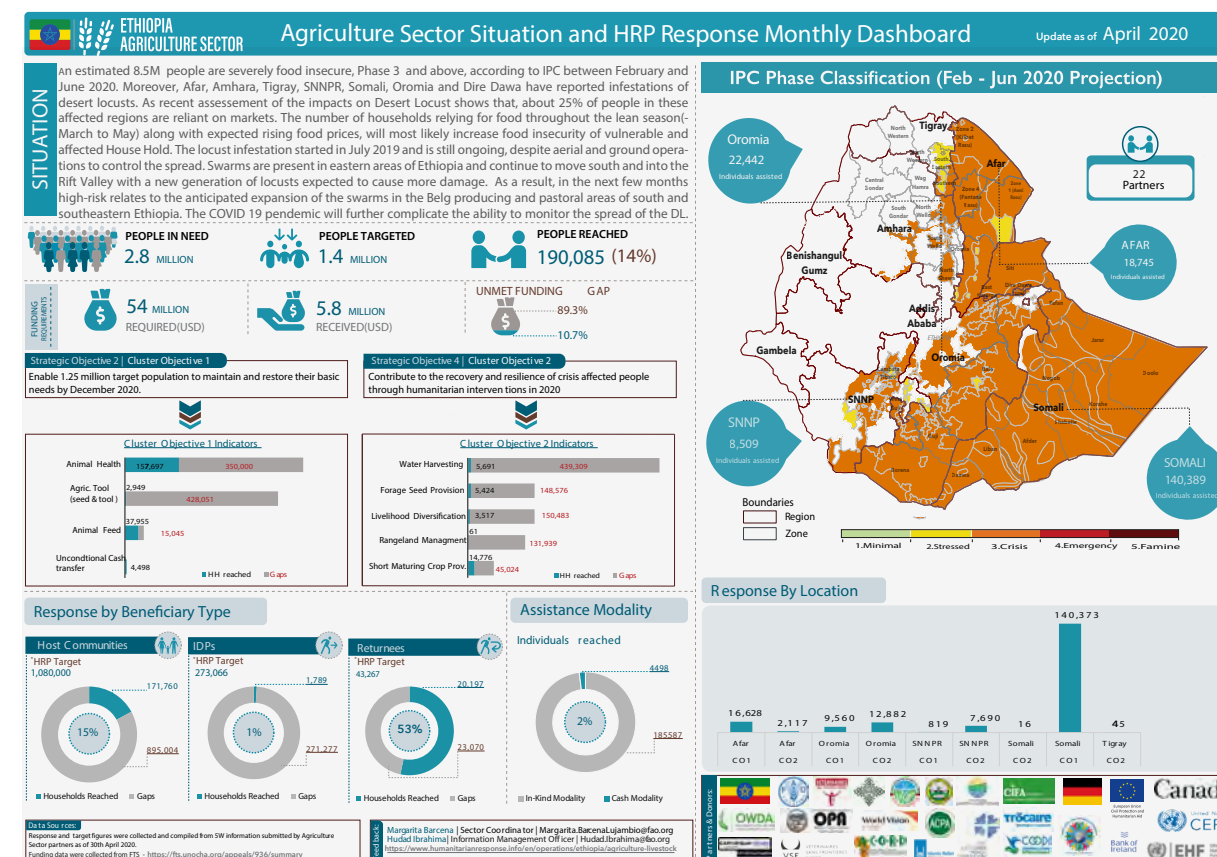 ETHIOPIA
AGRICULTURE SECTOR
Agriculture Sector Situation and HRP Response Monthly Dashboard
Update as of April 2020
SITUATION
An estimated 8.5M people are severely food insecure, Phase 3 and above, according to IPC between February and
June 2020. Moreover, Afar, Amhara, Tigray, SNNPR, Somali, Oromia and Dire Dawa have reported infestations of
desert locusts. As recent assessement of the impacts on Desert Locust shows that, about 25% of people in these
affected regions are reliant on markets. The number of households relying for food throughout the lean season(-
March to May) along with expected rising food prices, will most likely increase food insecurity of vulnerable and
affected House Hold. The locust infestation started in July 2019 and is still ongoing, despite aerial and ground opera-
tions to control the spread. Swarms are present in eastern areas of Ethiopia and continue to move south and into the
Rift Valley with a new generation of locusts expected to cause more damage. As a result, in the next few months
high-risk relates to the anticipated expansion of the swarms in the Belg producing and pastoral areas of south and
southeastern Ethiopia. The COVID 19 pendemic will further complicate the ability to monitor the spread of the DL.
PEOPLE IN NEED
2.8 MILLION
PEOPLE TARGETED
1.4 MILLION
PEOPLE REACHED
190,085 (14%)
FUNDING
REQUIREMENTS
54 MILLION
REQUIRED(USD)
5.8 MILLION
RECEIVED(USD)
UNMET FUNDING GAP
89.3%
10.7%
Strategic Objective 2 | Cluster Objective 1
Enable 1.25 million target population to maintain and restore their basic
needs by December 2020.
Strategic Objective 4 | Cluster Objective 2
Contribute to the recovery and resilience of crisis affected people
through humanitarian interven tions in 2020
Cluster Objective 1 Indicators
Animal Health 157,697 350,000
Agric. Tool
(seed & tool )
2,949
428,051
Animal Feed
37,955
15,045
Uncondtional Cash
transfer
4,498
HH reached Gaps
Cluster Objective 2 Indicators
Water Harvesting 5,691 439,309
Forage Seed Provision 5,424 148,576
Livelihood Diversification 3,517 150,483
Rangeland Managment 61 131,939
Short Maturing Crop Prov. 14,776 45,024
HH reached Gaps
Response by Beneficiary Type
Host Communities
*HRP Target
1,080,000
171,760
15%
895,004
Households Reached Gaps
IDPs
*HRP Target
273,066
1,789
1%
271,277
Households Reached Gaps
Returnees
*HRP Target
43,267
20,197
53%
23,070
Households Reached Gaps
Assistance Modality
Individuals reached
4498
2%
185587
In-Kind Modality Cash Modality
Data Sources:
Response and target figures were collected and compiled from 5W information submitted by Agriculture
Sector partners as of 30th April 2020.
Funding data were collected from FTS - https://fts.unocha.org/appeals/936/summary
Margarita Barcena | Sector Coordinator | Margarita.BarcenaLujambio@fao.org
Hudad Ibrahima| Information Management Officer | Hudad.Ibrahima@fao.org
https://www.humanitarianresponse.info/en/operations/ethiopia/agriculture-livestock
IPC Phase Classification (Feb - Jun 2020 Projection)
Oromia
22,442
Individuals assisted
22
Partners
AFAR
18,745
Individuals assisted
SNNP
8,509
Individuals assisted
SOMALI
140,389
Individuals assisted
Tigray
Afar
Amhara
Benishangul
Gumz
Addis
Ababa
Gambela
Oromia
SNNP
Somali
North
Western
Central
Gondar
Wag
Hamra
South
Gondar
Jarar
Doolo
Korahe
Afder
Liban
Borena
Boundaries
Region
Zone
1.Minimal 2.Stressed 3.Crisis 4.Emergency 5.Famine
Response By Location
16,628 2,117 9,560 12,882 819 7,690 16 140,373 45
Afar Afar Oromia Oromia SNNPR SNNPR Somali Somali Tigray
CO1 CO2 CO1 CO2 CO1 CO2 CO1 CO1 CO2
CIFA
European Union
Canada
OWDA
OPA
World Vision
ACPA
Trócaire
A-C-O-R-D
Bank of
Ireland
VSF
EHF